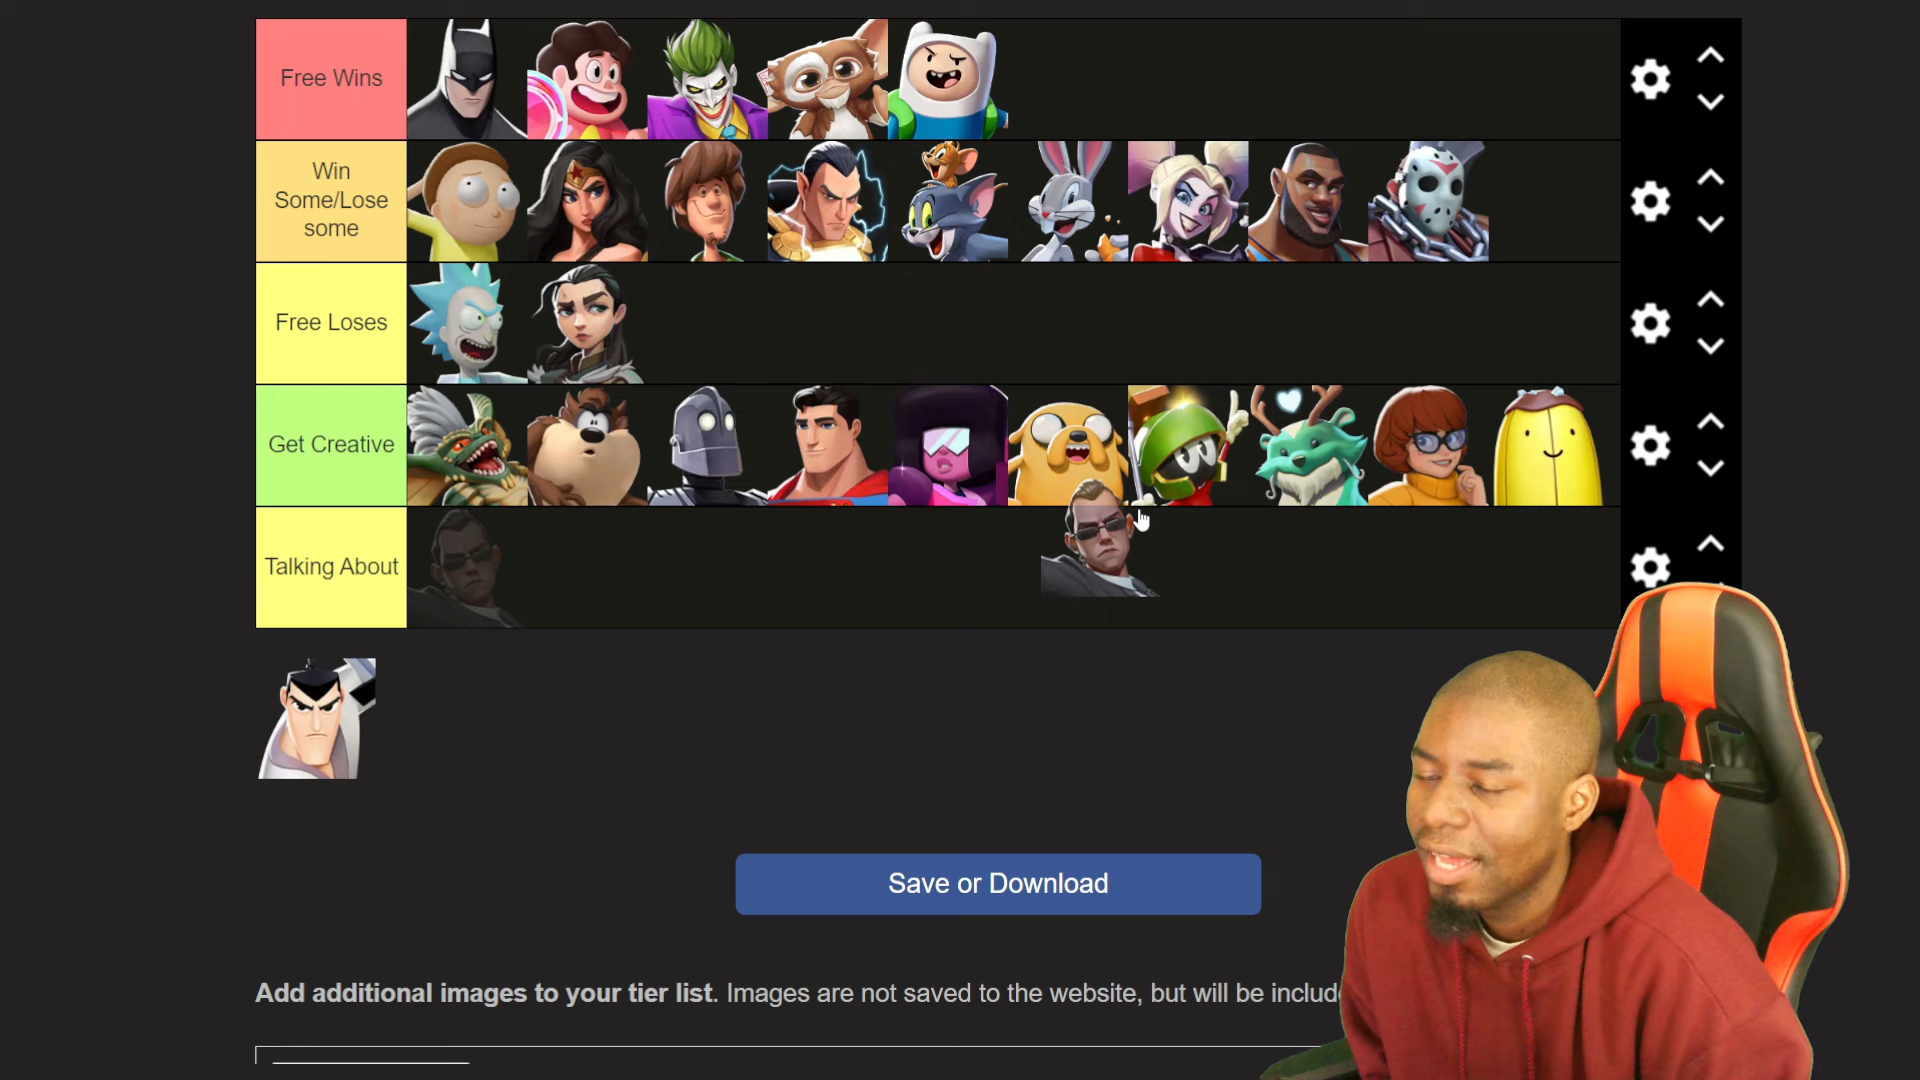 Free Wins
Win
Some/Lose
some
Free Loses
Get Creative
Talking About
Save or Download
Add additional images to your tier list. Images are not saved to the website, but will be